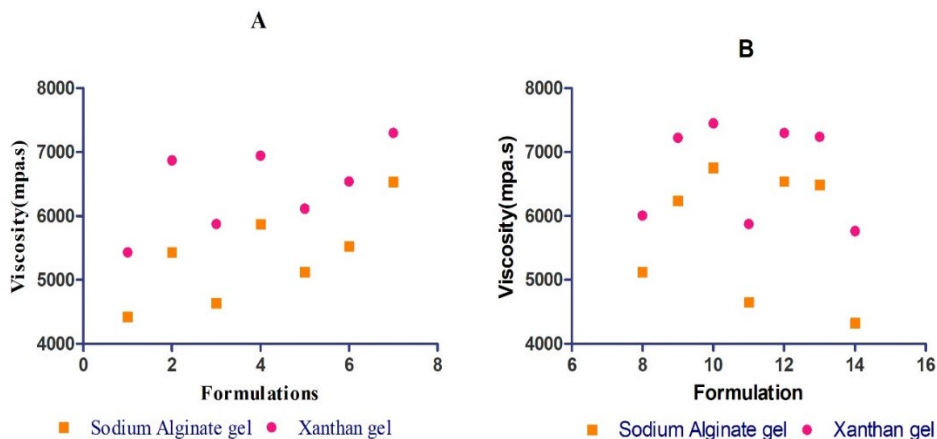 A
8000
7000
6000
5000
4000
Viscosity(mpa.s)
0 2 4 6 8
Formulations
Sodium Alginate gel Xanthan gel
B
8000
7000
6000
5000
4000
Viscosity(mpa.s)
6 8 10 12 14 16
Formulation
Sodium Alginate gel Xanthan gel